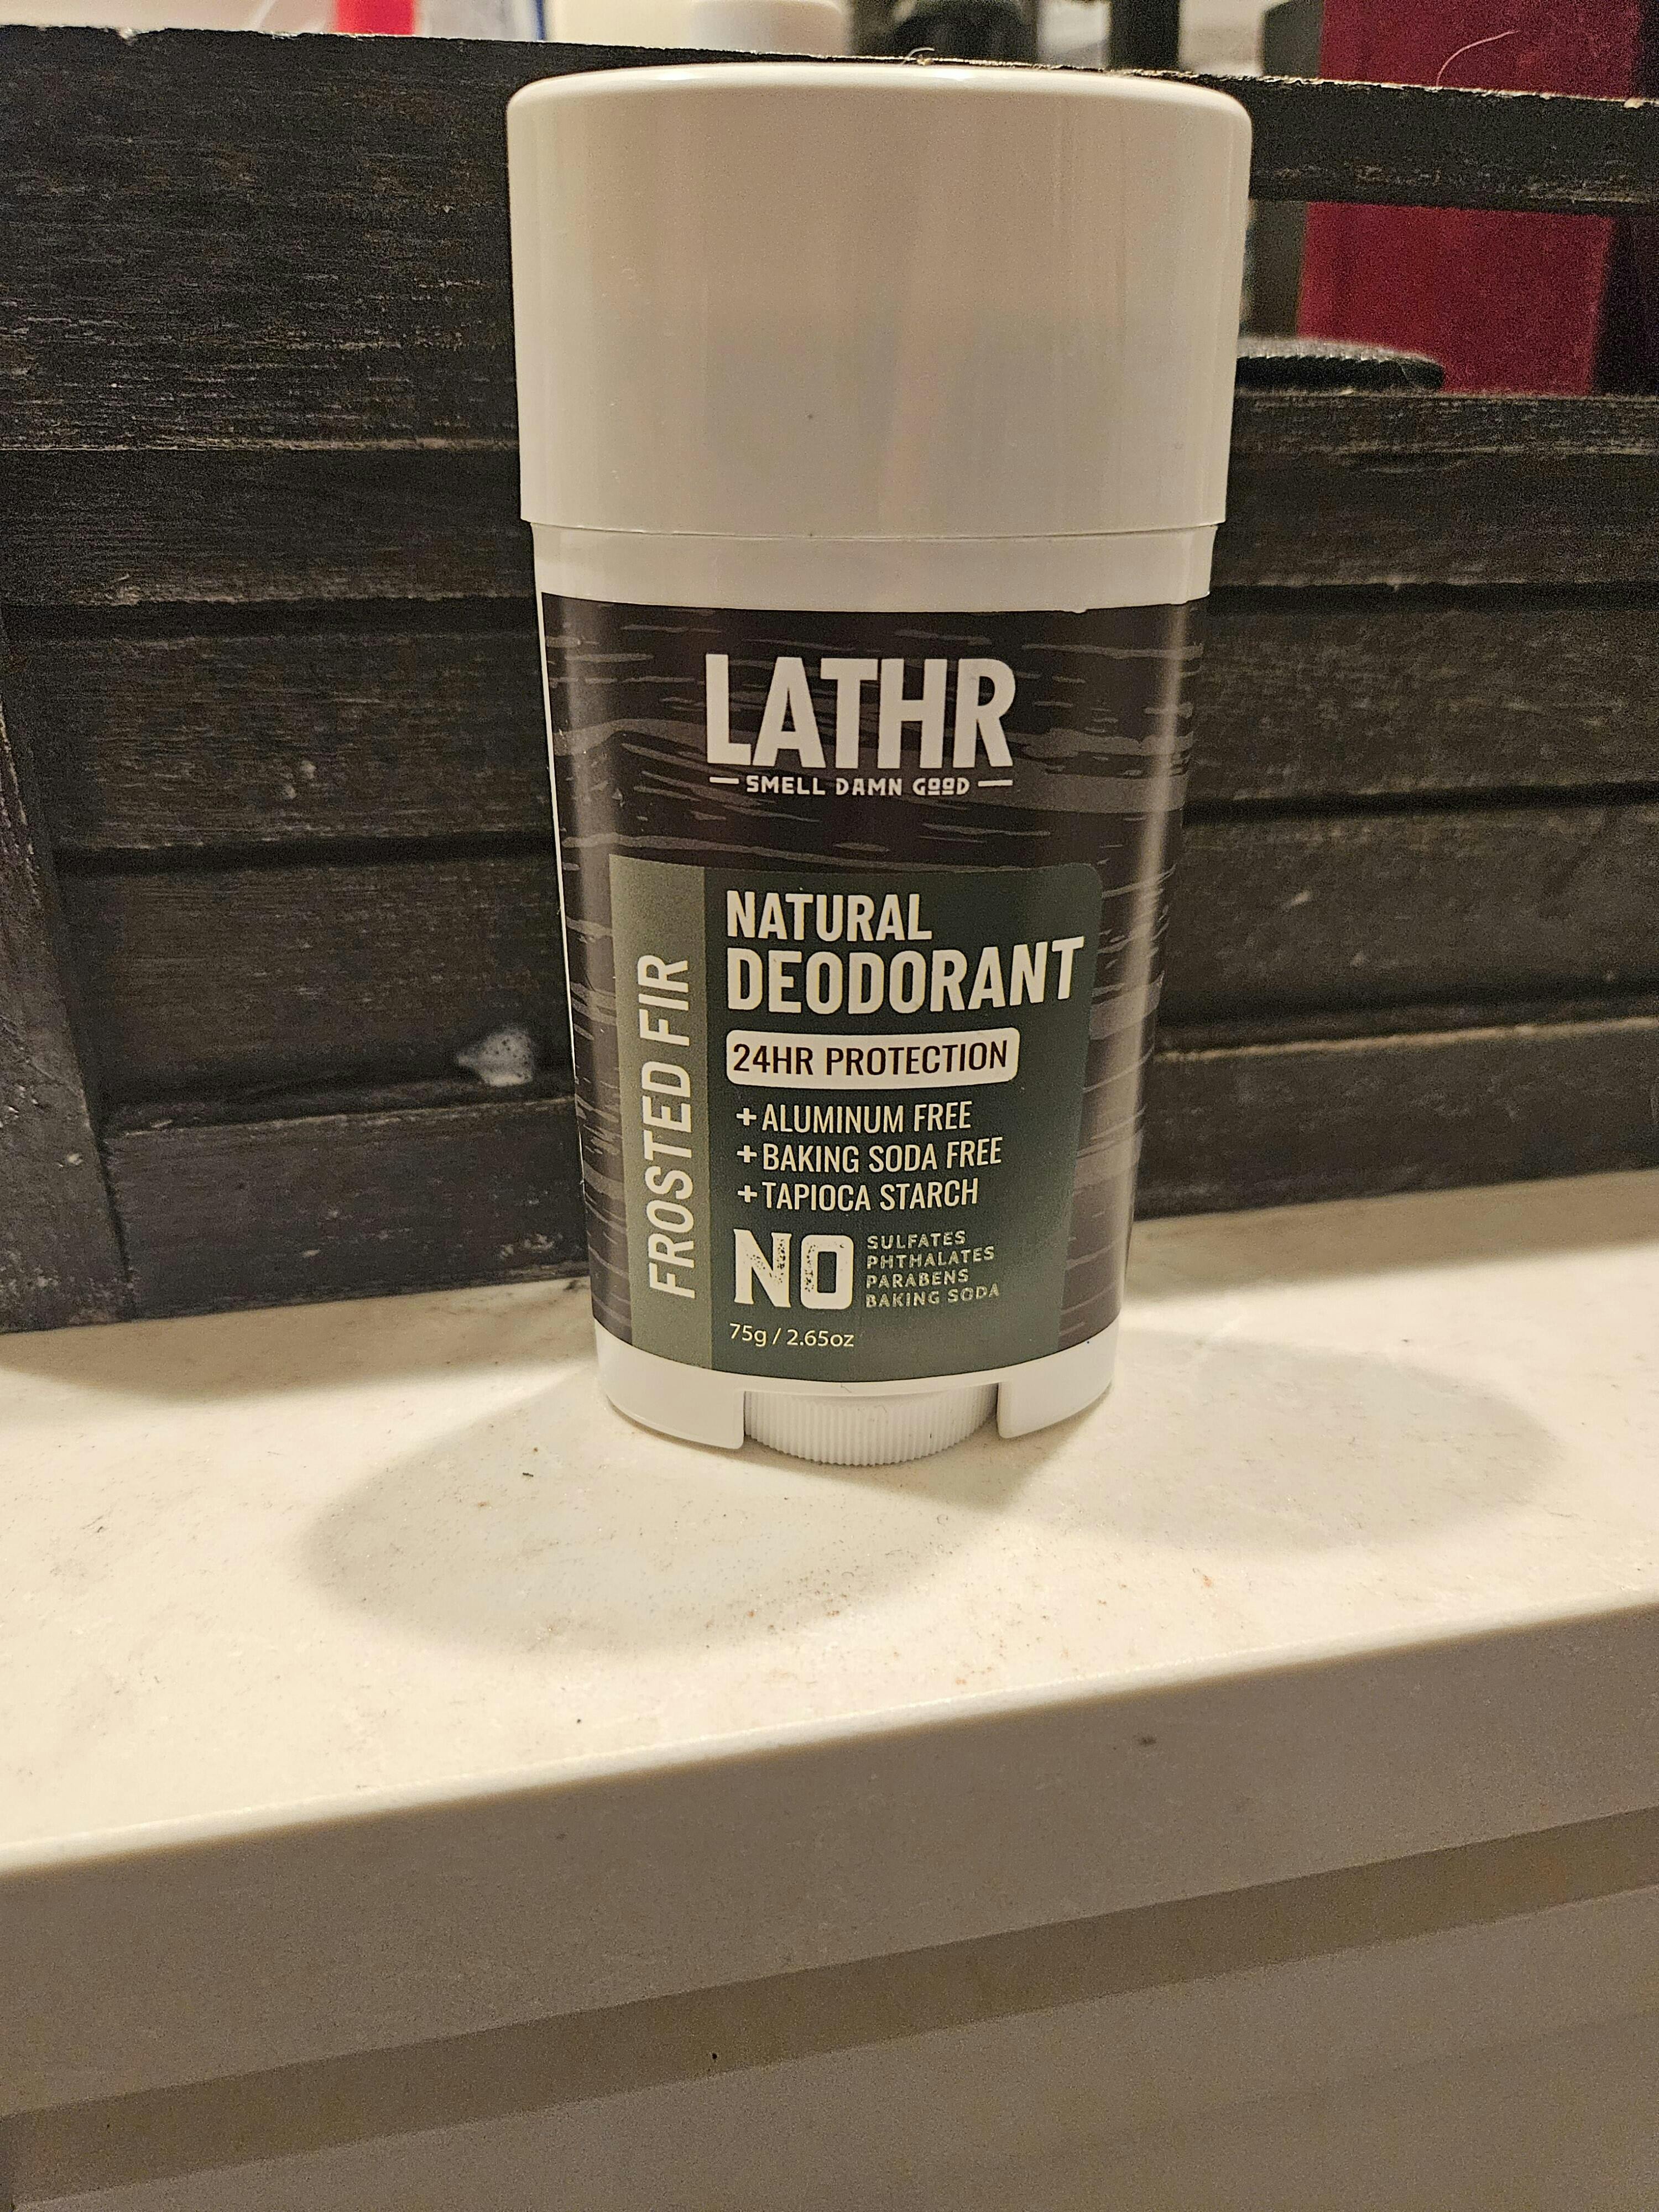 LATHR
SMELL DAMN GOOD
FROSTED FIR
NATURAL
DEODORANT
24HR PROTECTION
+ ALUMINUM FREE
+ BAKING SODA FREE
+ TAPIOCA STARCH
NO
SULFATES
PHTHALATES
PARABENS
BAKING SODA
75g / 2.65oz